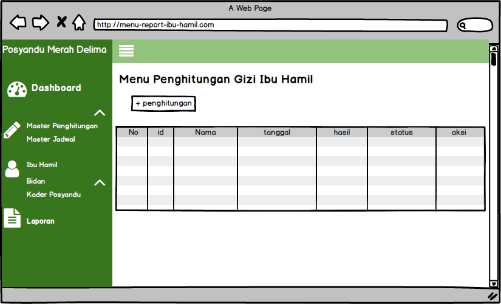 A Web Page
http://menu-report-ibu-hamil.com
Posyandu Merah Delima
Menu Penghitungan Gizi Ibu Hamil
Dashboard
+ penghitungan
Master Penghitungan
Master Jadwal
No id Nama tanggal hasil status aksi
Ibu Hamil
Bidan
Kader Posyandu
Laporan